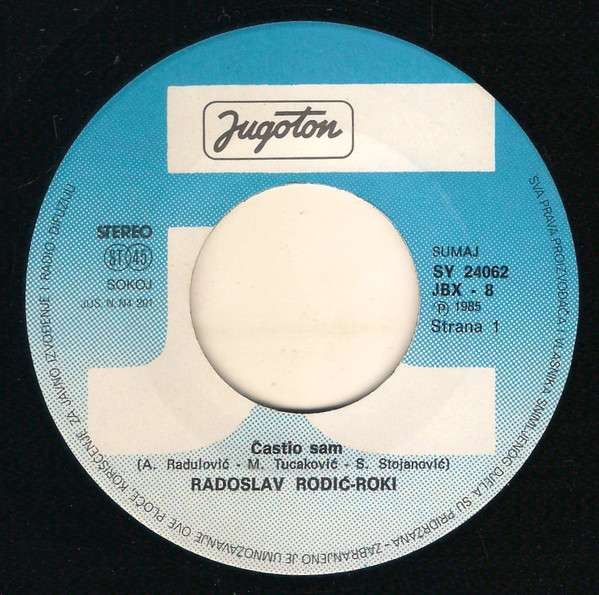 Jugoton
STEREO
ST 45
SOKOJ
JUS. N. N4 201
SUMAJ
SY 24062
JBX - 8
p) 1985
Strana 1
Častio sam
(A. Radulović - M. Tucaković - S. Stojanović)
RADOSLAV RODIĆ-ROKI
SVA PRAVA PROIZVOĐAČA I VLASNIKA SNIMLJENOG DJELA SU PRIDRŽANA - ZABRANJENO JE UMNOŽAVANJE OVE PLOČE, KORIŠĆENJE ZA JAVNO IZVOĐENJE I RADIO-DIFUZIJU